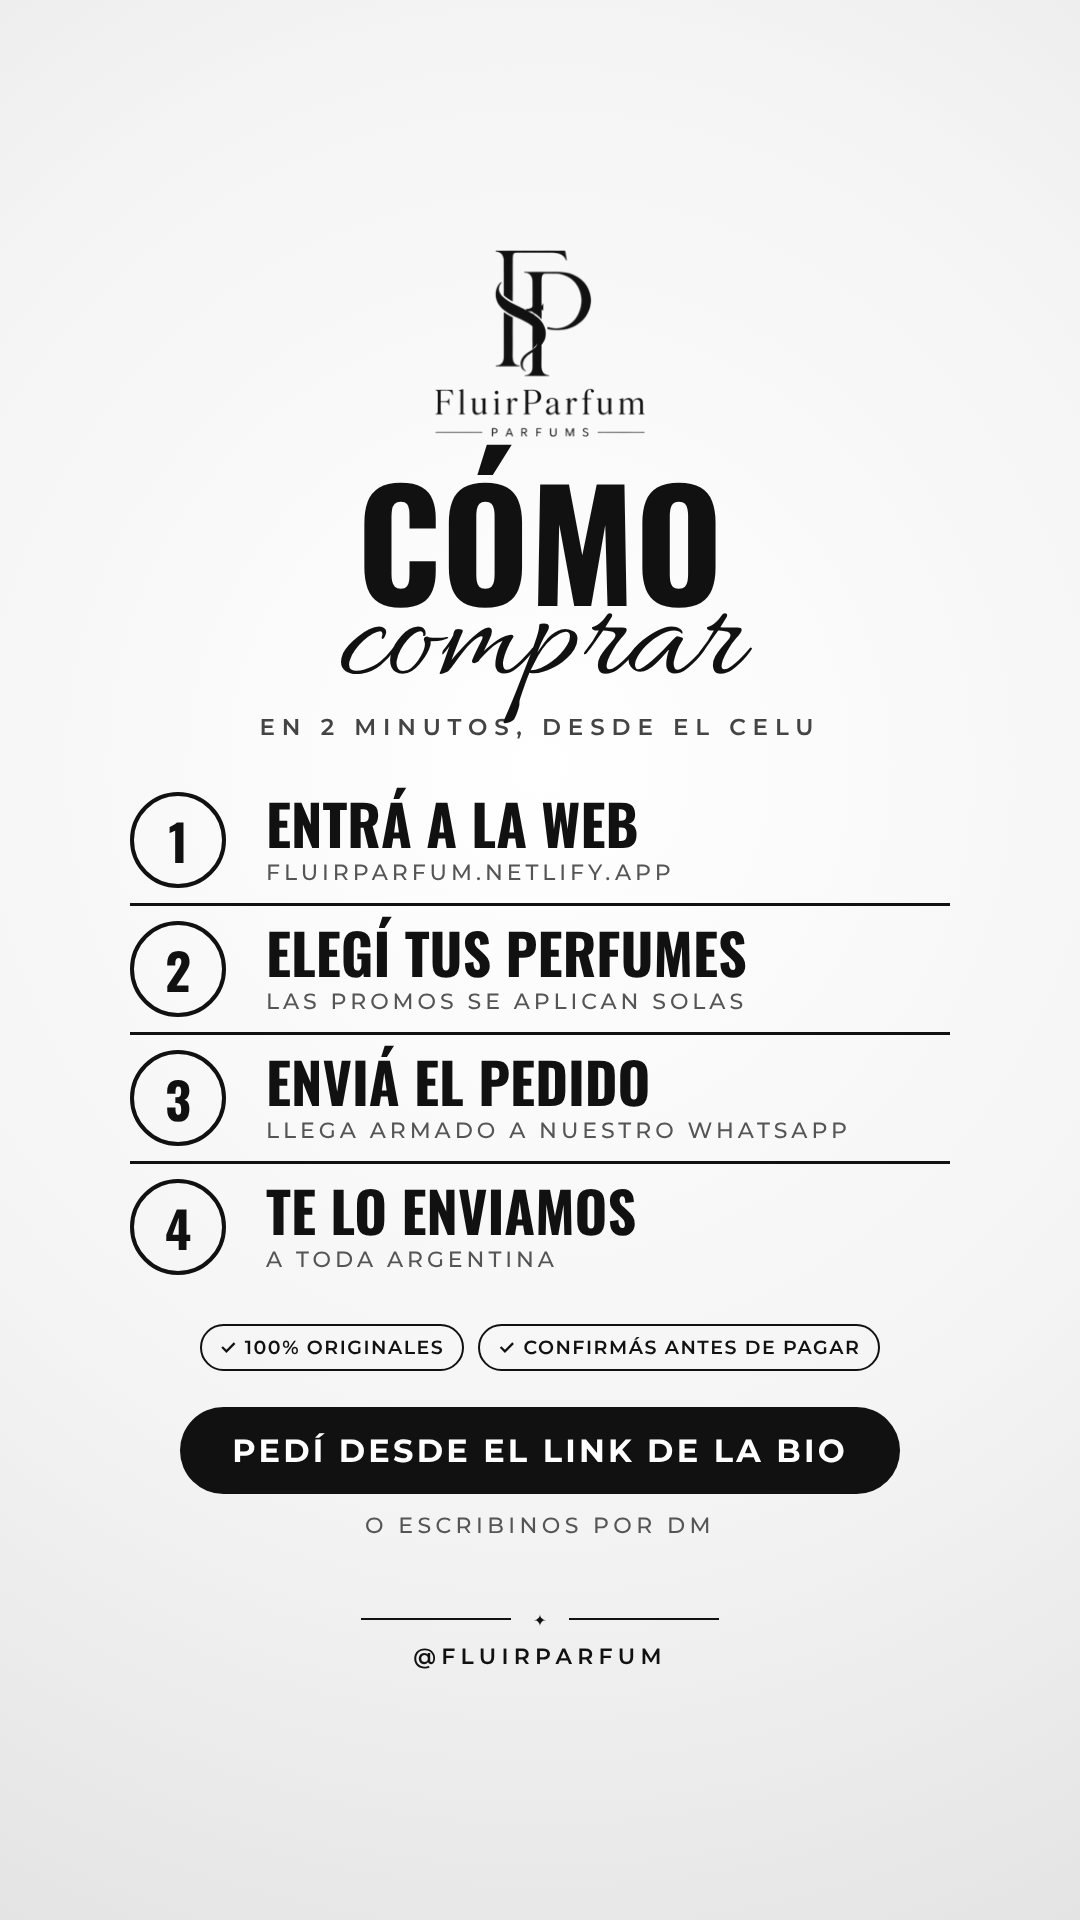 FP
FluirParfum
PARFUMS
CÓMO
comprar
EN 2 MINUTOS, DESDE EL CELU
1
ENTRÁ A LA WEB
FLUIRPARFUM.NETLIFY.APP
2
ELEGÍ TUS PERFUMES
LAS PROMOS SE APLICAN SOLAS
3
ENVIÁ EL PEDIDO
LLEGA ARMADO A NUESTRO WHATSAPP
4
TE LO ENVIAMOS
A TODA ARGENTINA
✓ 100% ORIGINALES ✓ CONFIRMÁS ANTES DE PAGAR
PEDÍ DESDE EL LINK DE LA BIO
O ESCRIBINOS POR DM
@FLUIRPARFUM